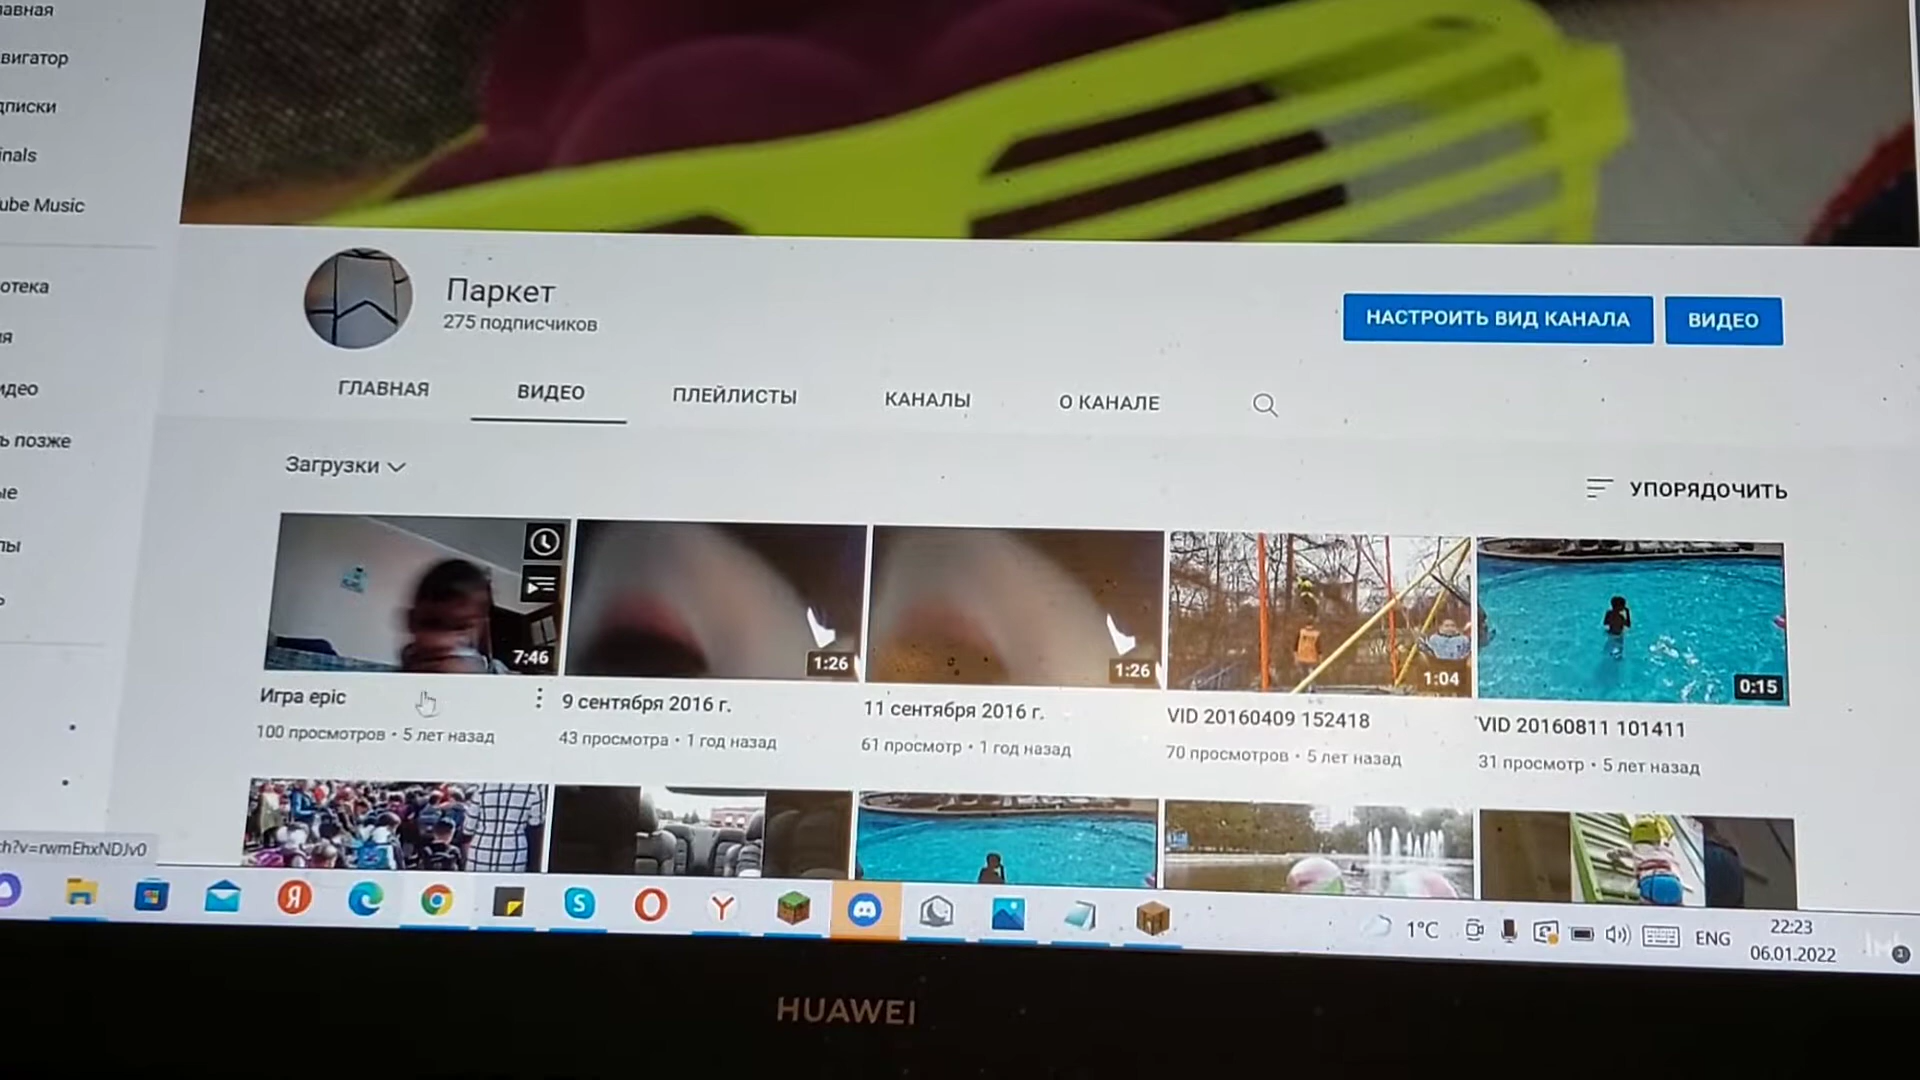 лавная
вигатор
дписки
inals
ube Music
отека
ия
идео
ь позже
ые
лы
Паркет
275 подписчиков
НАСТРОИТЬ ВИД КАНАЛА
ВИДЕО
ГЛАВНАЯ
ВИДЕО
ПЛЕЙЛИСТЫ
КАНАЛЫ
О КАНАЛЕ
Загрузки
УПОРЯДОЧИТЬ
7:46
1:26
1:26
1:04
0:15
Игра epic
100 просмотров • 5 лет назад
9 сентября 2016 г.
43 просмотра • 1 год назад
11 сентября 2016 г.
61 просмотр • 1 год назад
VID 20160409 152418
70 просмотров • 5 лет назад
VID 20160811 101411
31 просмотр • 5 лет назад
ch?v=rwmEhxNDJv0
1°C
ENG
22:23
06.01.2022
HUAWEI